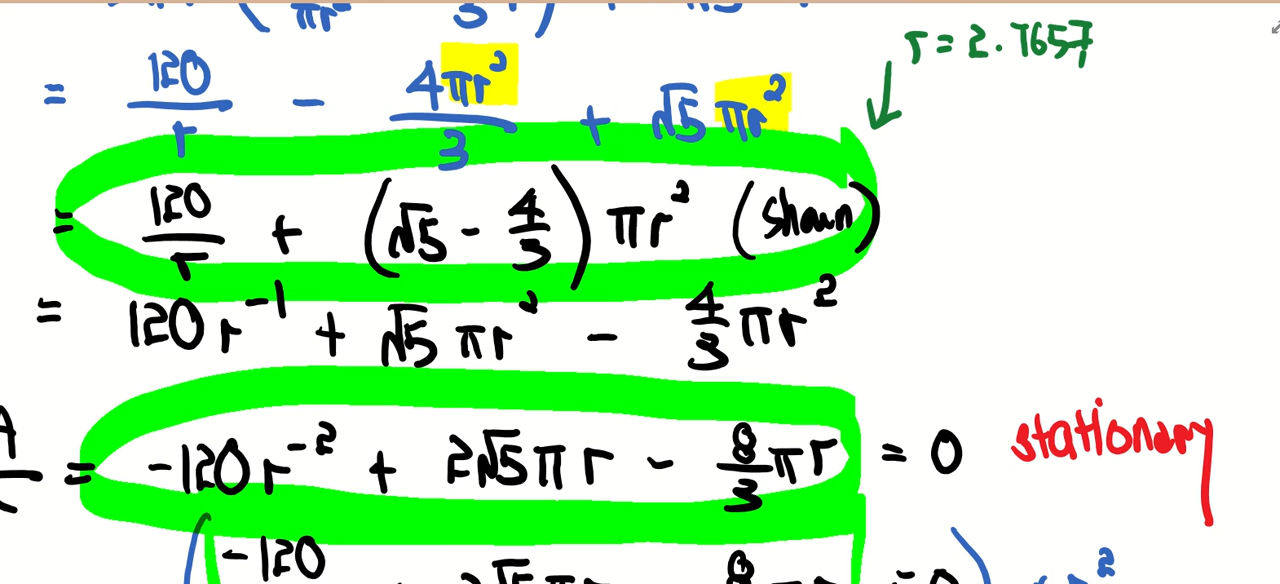 r = 2.7657
= 120/r - 4πr²/3 + √5 πr²
= 120/r + (√5 - 4/3) πr² (shown)
= 120r⁻¹ + √5 πr² - 4/3 πr²
= -120r⁻² + 2√5 πr - 8/3 πr = 0 stationary
-120